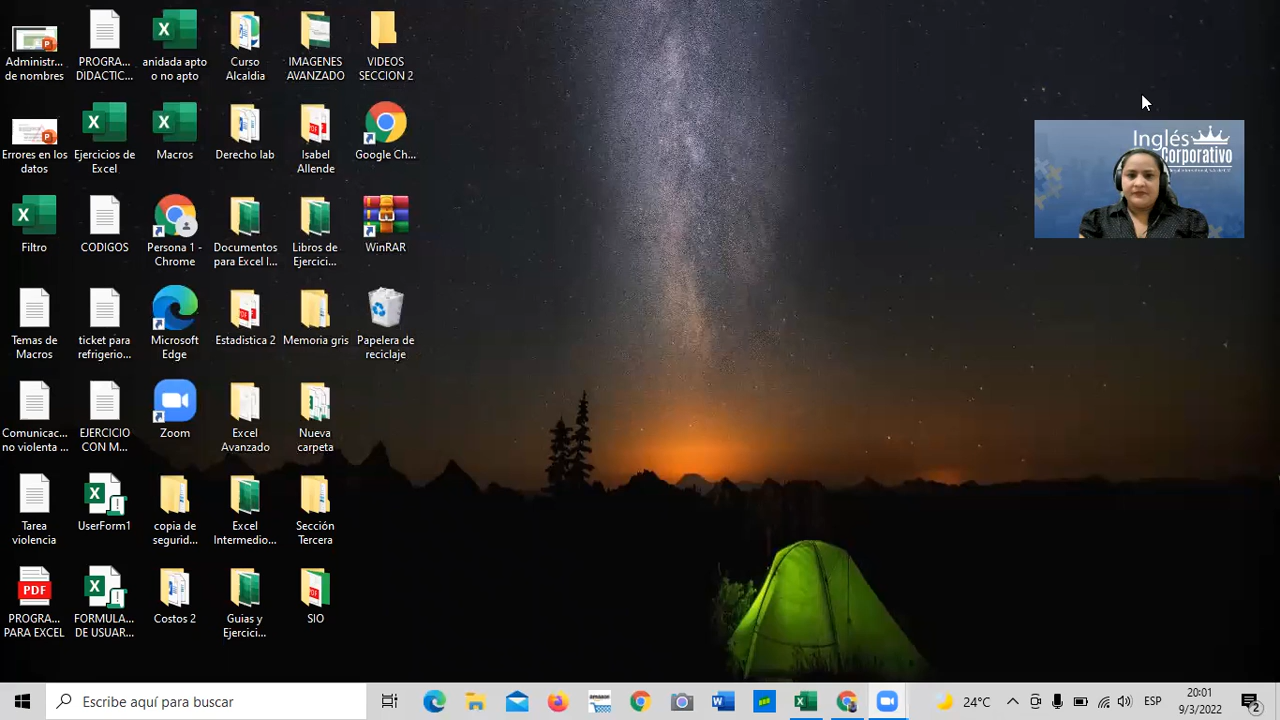 Administr...
de nombres
PROGRA...
DIDACTIC...
anidada apto
o no apto
Curso
Alcaldia
IMAGENES
AVANZADO
VIDEOS
SECCION 2
Errores en los
datos
Ejercicios de
Excel
Macros
Derecho lab
Isabel
Allende
Google Ch...
Filtro
CODIGOS
Persona 1 -
Chrome
Documentos
para Excel I...
Libros de
Ejercici...
WinRAR
Temas de
Macros
ticket para
refrigerio...
Microsoft
Edge
Estadistica 2
Memoria gris
Papelera de
reciclaje
Comunicac...
no violenta ...
EJERCICIO
CON M...
Zoom
Excel
Avanzado
Nueva
carpeta
Tarea
violencia
UserForm1
copia de
segurid...
Excel
Intermedio...
Sección
Tercera
PDF
PROGRA...
PARA EXCEL
FORMULA...
DE USUAR...
Costos 2
Guias y
Ejercici...
SIO
Inglés
Corporativo
Escribe aquí para buscar
24°C
ESP
20:01
9/3/2022
2